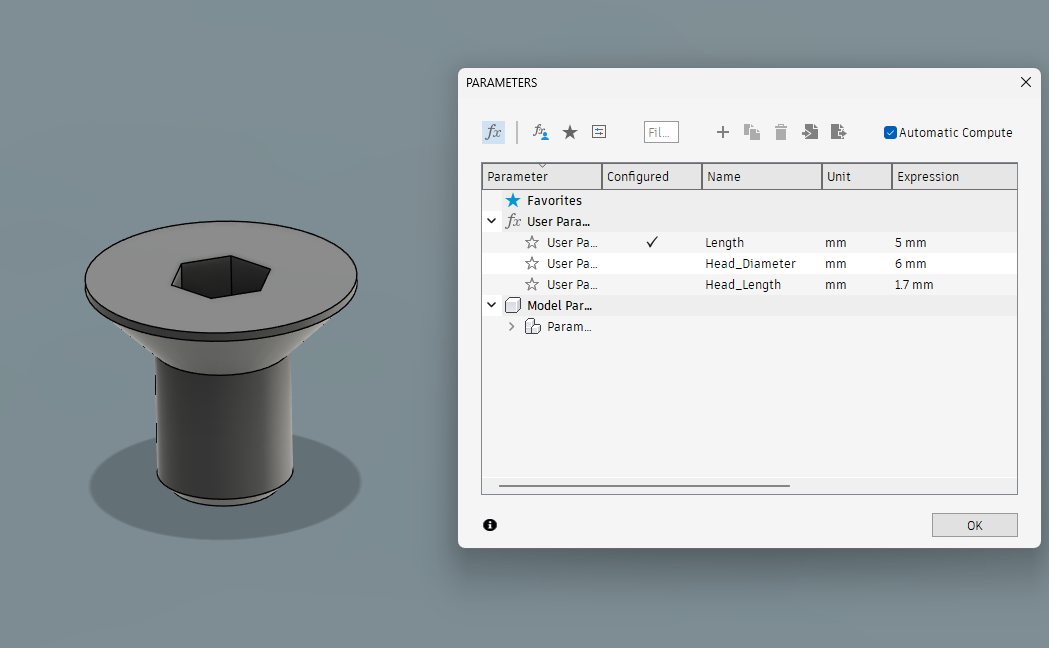 PARAMETERS
fx
Fil...
Automatic Compute
Parameter Configured Name Unit Expression
Favorites
fx User Para...
User Pa... Length mm 5 mm
User Pa... Head_Diameter mm 6 mm
User Pa... Head_Length mm 1.7 mm
Model Par...
Param...
OK